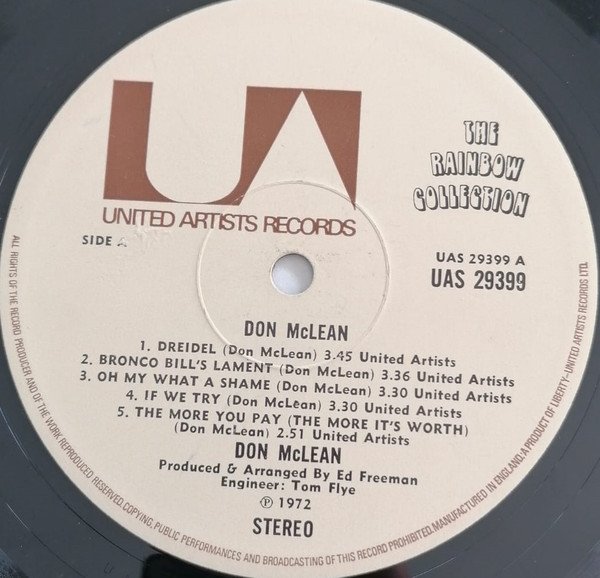 UA
THE
RAINBOW
COLLECTION
UNITED ARTISTS RECORDS
SIDE A
UAS 29399 A
UAS 29399
DON McLEAN
1. DREIDEL (Don McLean) 3.45 United Artists
2. BRONCO BILL'S LAMENT (Don McLean) 3.36 United Artists
3. OH MY WHAT A SHAME (Don McLean) 3.30 United Artists
4. IF WE TRY (Don McLean) 3.30 United Artists
5. THE MORE YOU PAY (THE MORE IT'S WORTH)
(Don McLean) 2.51 United Artists
DON McLEAN
Produced & Arranged By Ed Freeman
Engineer: Tom Flye
℗ 1972
STEREO
ALL RIGHTS OF THE RECORD PRODUCER AND OF THE WORK REPRODUCED RESERVED. COPYING, PUBLIC PERFORMANCES AND BROADCASTING OF THIS RECORD PROHIBITED. MANUFACTURED IN ENGLAND. A PRODUCT OF LIBERTY-UNITED ARTISTS RECORDS LTD.